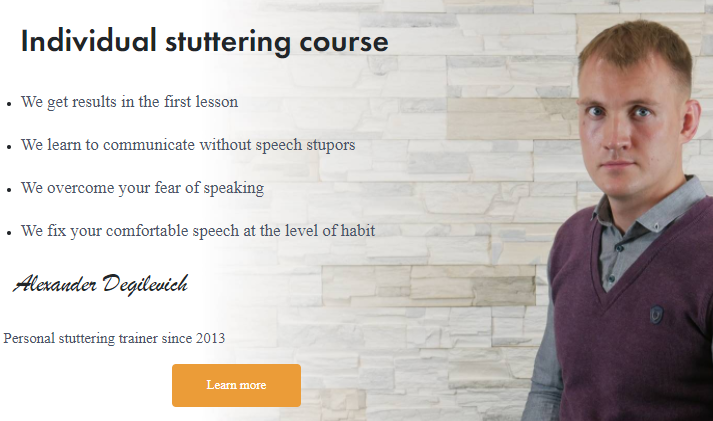 Individual stuttering course
We get results in the first lesson
We learn to communicate without speech stupors
We overcome your fear of speaking
We fix your comfortable speech at the level of habit
Alexander Degilevich
Personal stuttering trainer since 2013
Learn more